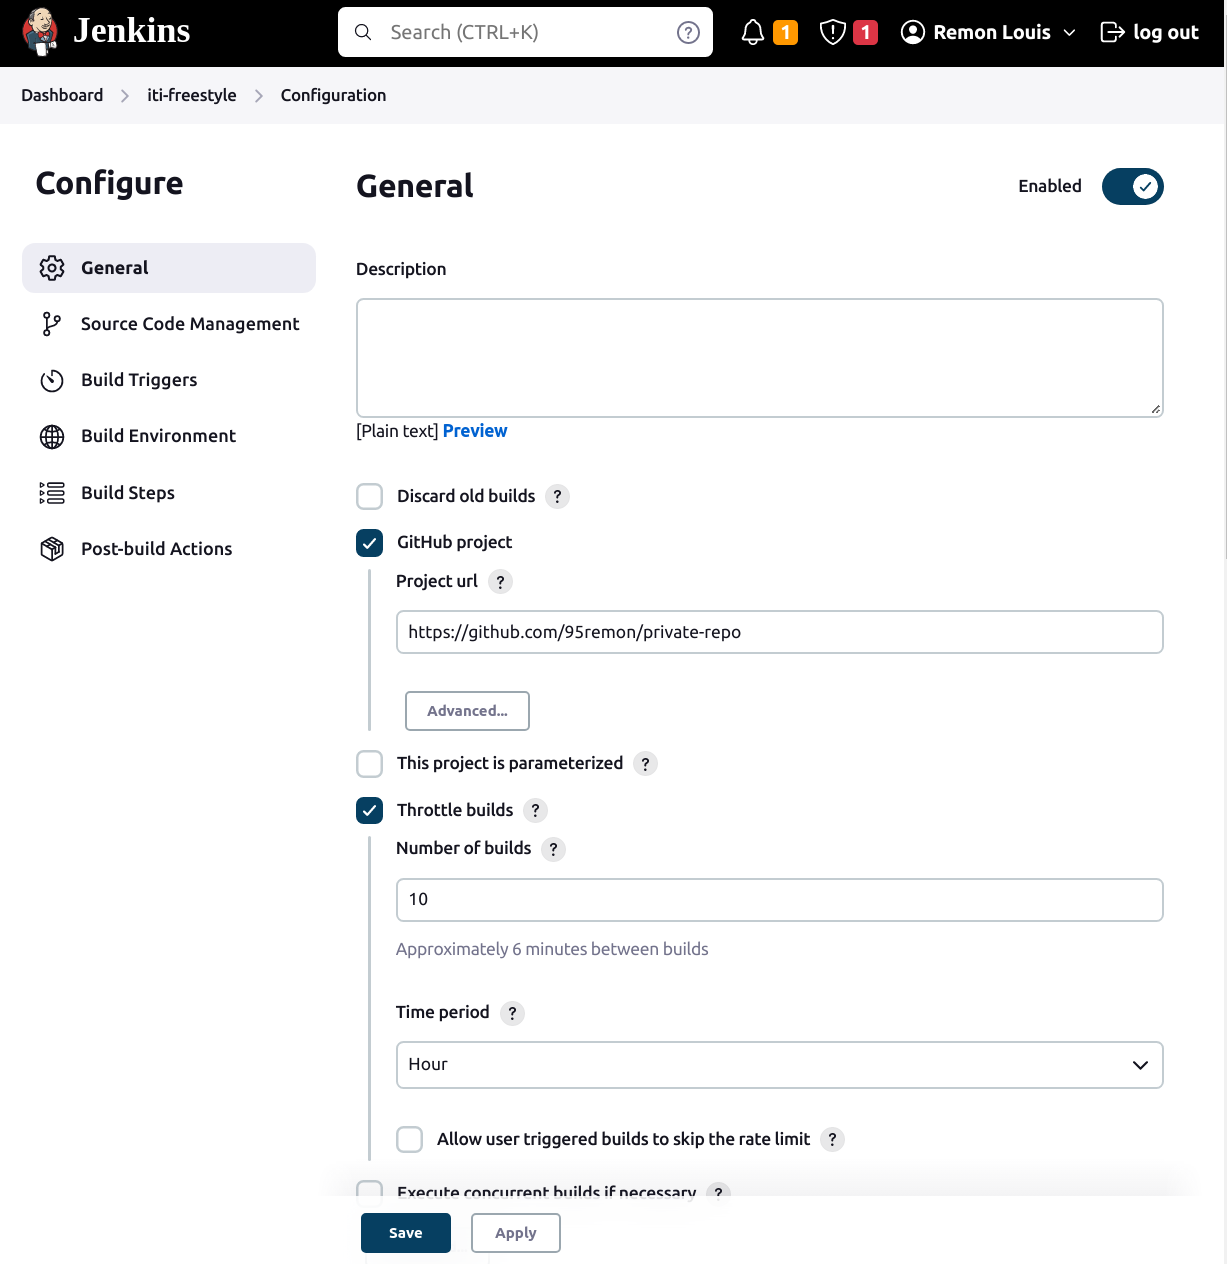 Jenkins
Search (CTRL+K)
?
1
1
Remon Louis
log out
Dashboard
iti-freestyle
Configuration
Configure
General
Source Code Management
Build Triggers
Build Environment
Build Steps
Post-build Actions
General
Enabled
Description
[Plain text] Preview
Discard old builds ?
GitHub project
Project url ?
https://github.com/95remon/private-repo
Advanced...
This project is parameterized ?
Throttle builds ?
Number of builds ?
10
Approximately 6 minutes between builds
Time period ?
Hour
Allow user triggered builds to skip the rate limit ?
Execute concurrent builds if necessary ?
Save
Apply